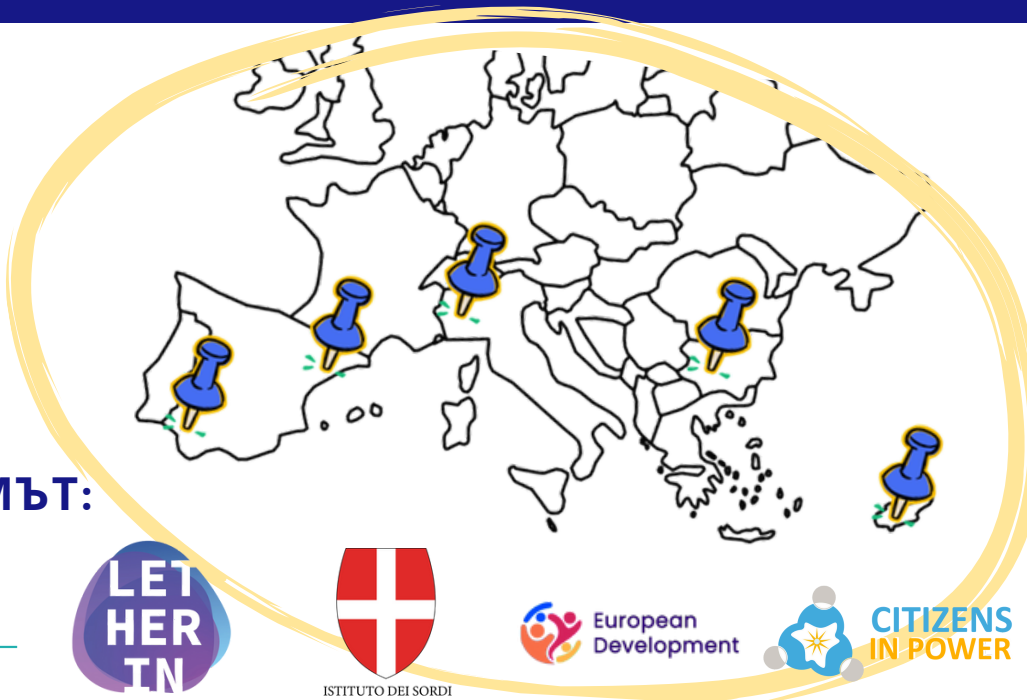 МЪТ:
LET
HER
IN
ISTITUTO DEI SORDI
European
Development
CITIZENS
IN POWER